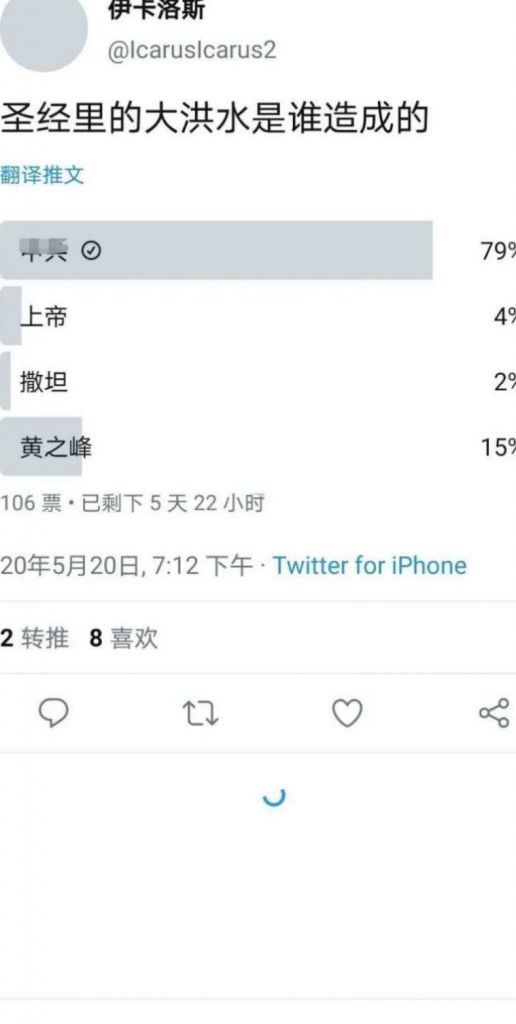 伊卡洛斯
@IcarusIcarus2
圣经里的大洪水是谁造成的
翻译推文
79%
上帝
4%
撒坦
2%
黄之峰
15%
106 票 • 已剩下 5 天 22 小时
20年5月20日, 7:12 下午 · Twitter for iPhone
2 转推 8 喜欢